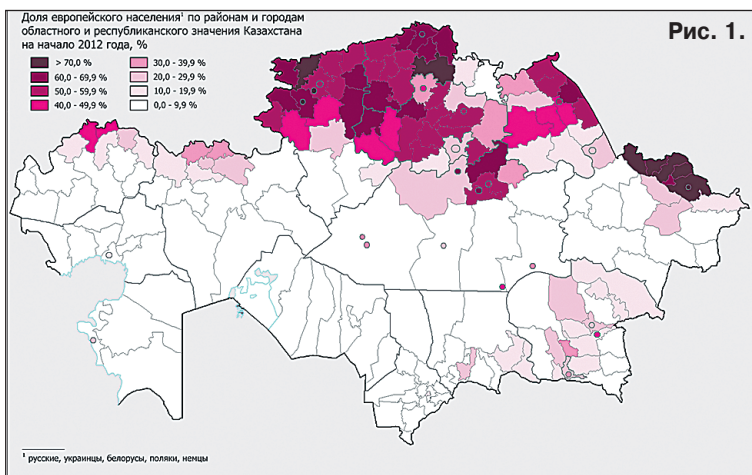 Доля европейского населения¹ по районам и городам
областного и республиканского значения Казахстана
на начало 2012 года, %
Рис. 1.
> 70,0 %
60,0 - 69,9 %
50,0 - 59,9 %
40,0 - 49,9 %
30,0 - 39,9 %
20,0 - 29,9 %
10,0 - 19,9 %
0,0 - 9,9 %
¹ русские, украинцы, белорусы, поляки, немцы